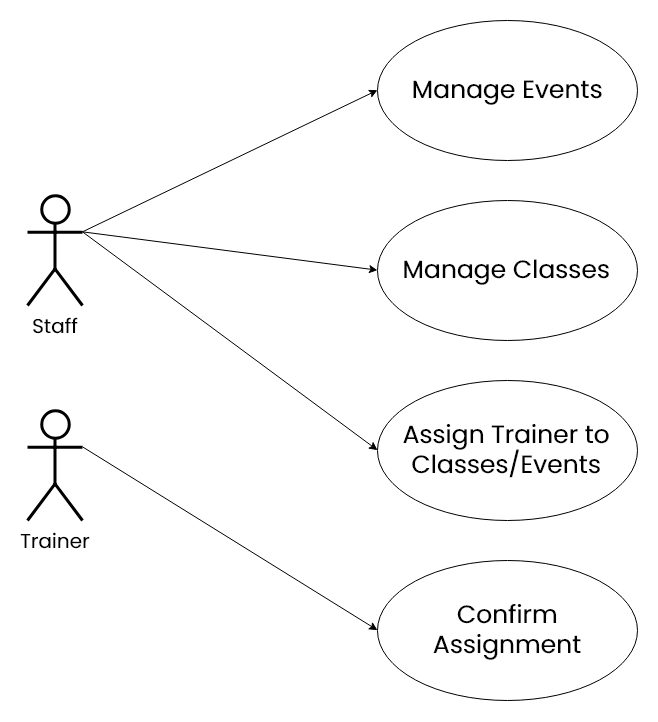 Manage Events
Manage Classes
Staff
Assign Trainer to
Classes/Events
Trainer
Confirm
Assignment